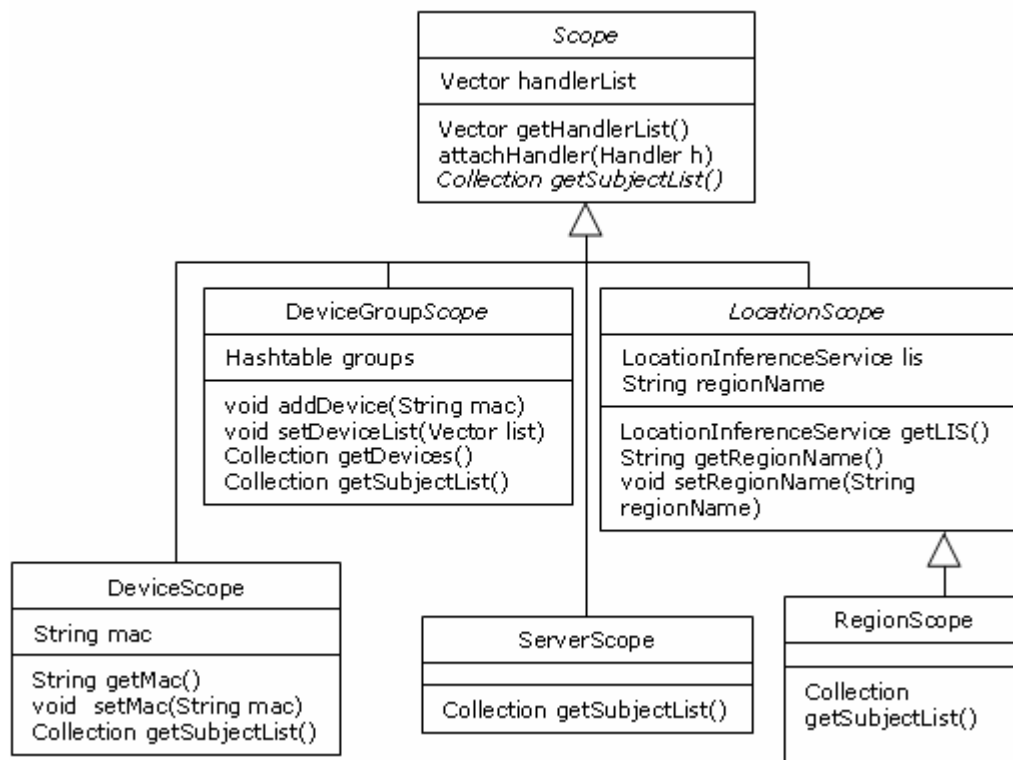 Scope
Vector handlerList
Vector getHandlerList()
attachHandler(Handler h)
Collection getSubjectList()
DeviceGroupScope
Hashtable groups
void addDevice(String mac)
void setDeviceList(Vector list)
Collection getDevices()
Collection getSubjectList()
LocationScope
LocationInferenceService lis
String regionName
LocationInferenceService getLIS()
String getRegionName()
void setRegionName(String
regionName)
DeviceScope
String mac
String getMac()
void setMac(String mac)
Collection getSubjectList()
ServerScope
Collection getSubjectList()
RegionScope
Collection
getSubjectList()